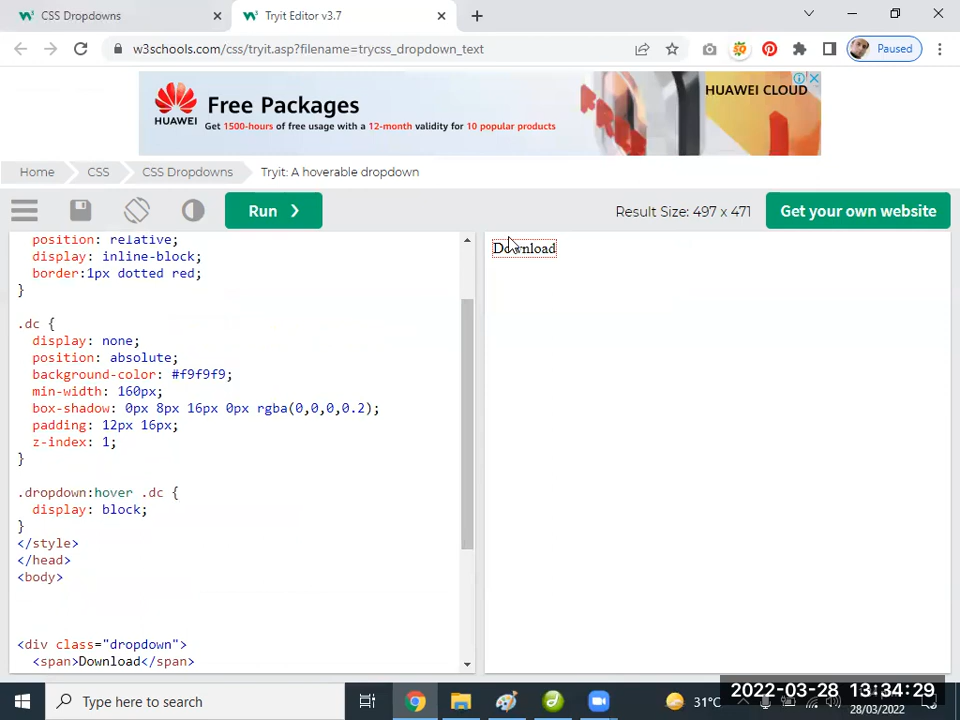 CSS Dropdowns
Tryit Editor v3.7
w3schools.com/css/tryit.asp?filename=trycss_dropdown_text
Paused
HUAWEI
Free Packages
Get 1500-hours of free usage with a 12-month validity for 10 popular products
HUAWEI CLOUD
Home
CSS
CSS Dropdowns
Tryit: A hoverable dropdown
Run ❯
Result Size: 497 x 471
Get your own website
position: relative;
display: inline-block;
border:1px dotted red;
}
.dc {
display: none;
position: absolute;
background-color: #f9f9f9;
min-width: 160px;
box-shadow: 0px 8px 16px 0px rgba(0,0,0,0.2);
padding: 12px 16px;
z-index: 1;
}
.dropdown:hover .dc {
display: block;
}
</style>
</head>
<body>
<div class="dropdown">
<span>Download</span>
Download
Type here to search
31°C
2022-03-28 13:34:29
28/03/2022